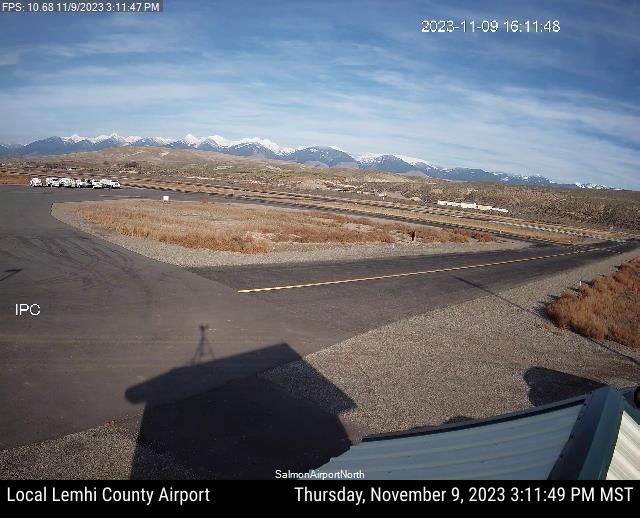 FPS: 10.68 11/9/2023 3:11:47 PM
2023-11-09 16:11:48
IPC
SalmonAirportNorth
Local Lemhi County Airport Thursday, November 9, 2023 3:11:49 PM MST